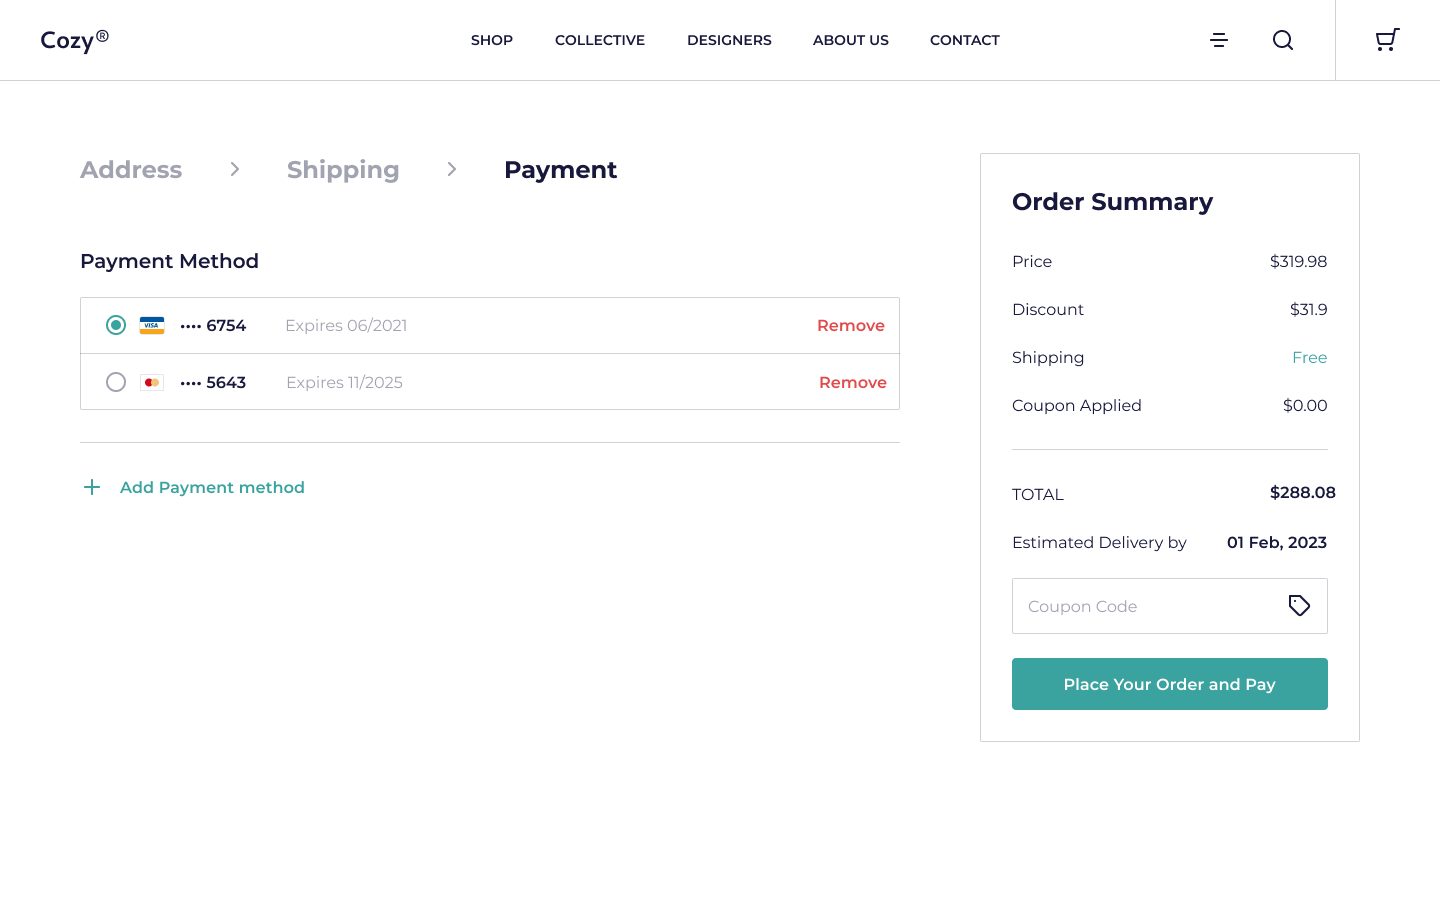 Cozy®
SHOP COLLECTIVE DESIGNERS ABOUT US CONTACT
Address > Shipping > Payment
Payment Method
VISA •••• 6754 Expires 06/2021 Remove
•••• 5643 Expires 11/2025 Remove
+ Add Payment method
Order Summary
Price $319.98
Discount $31.9
Shipping Free
Coupon Applied $0.00
TOTAL $288.08
Estimated Delivery by 01 Feb, 2023
Coupon Code
Place Your Order and Pay